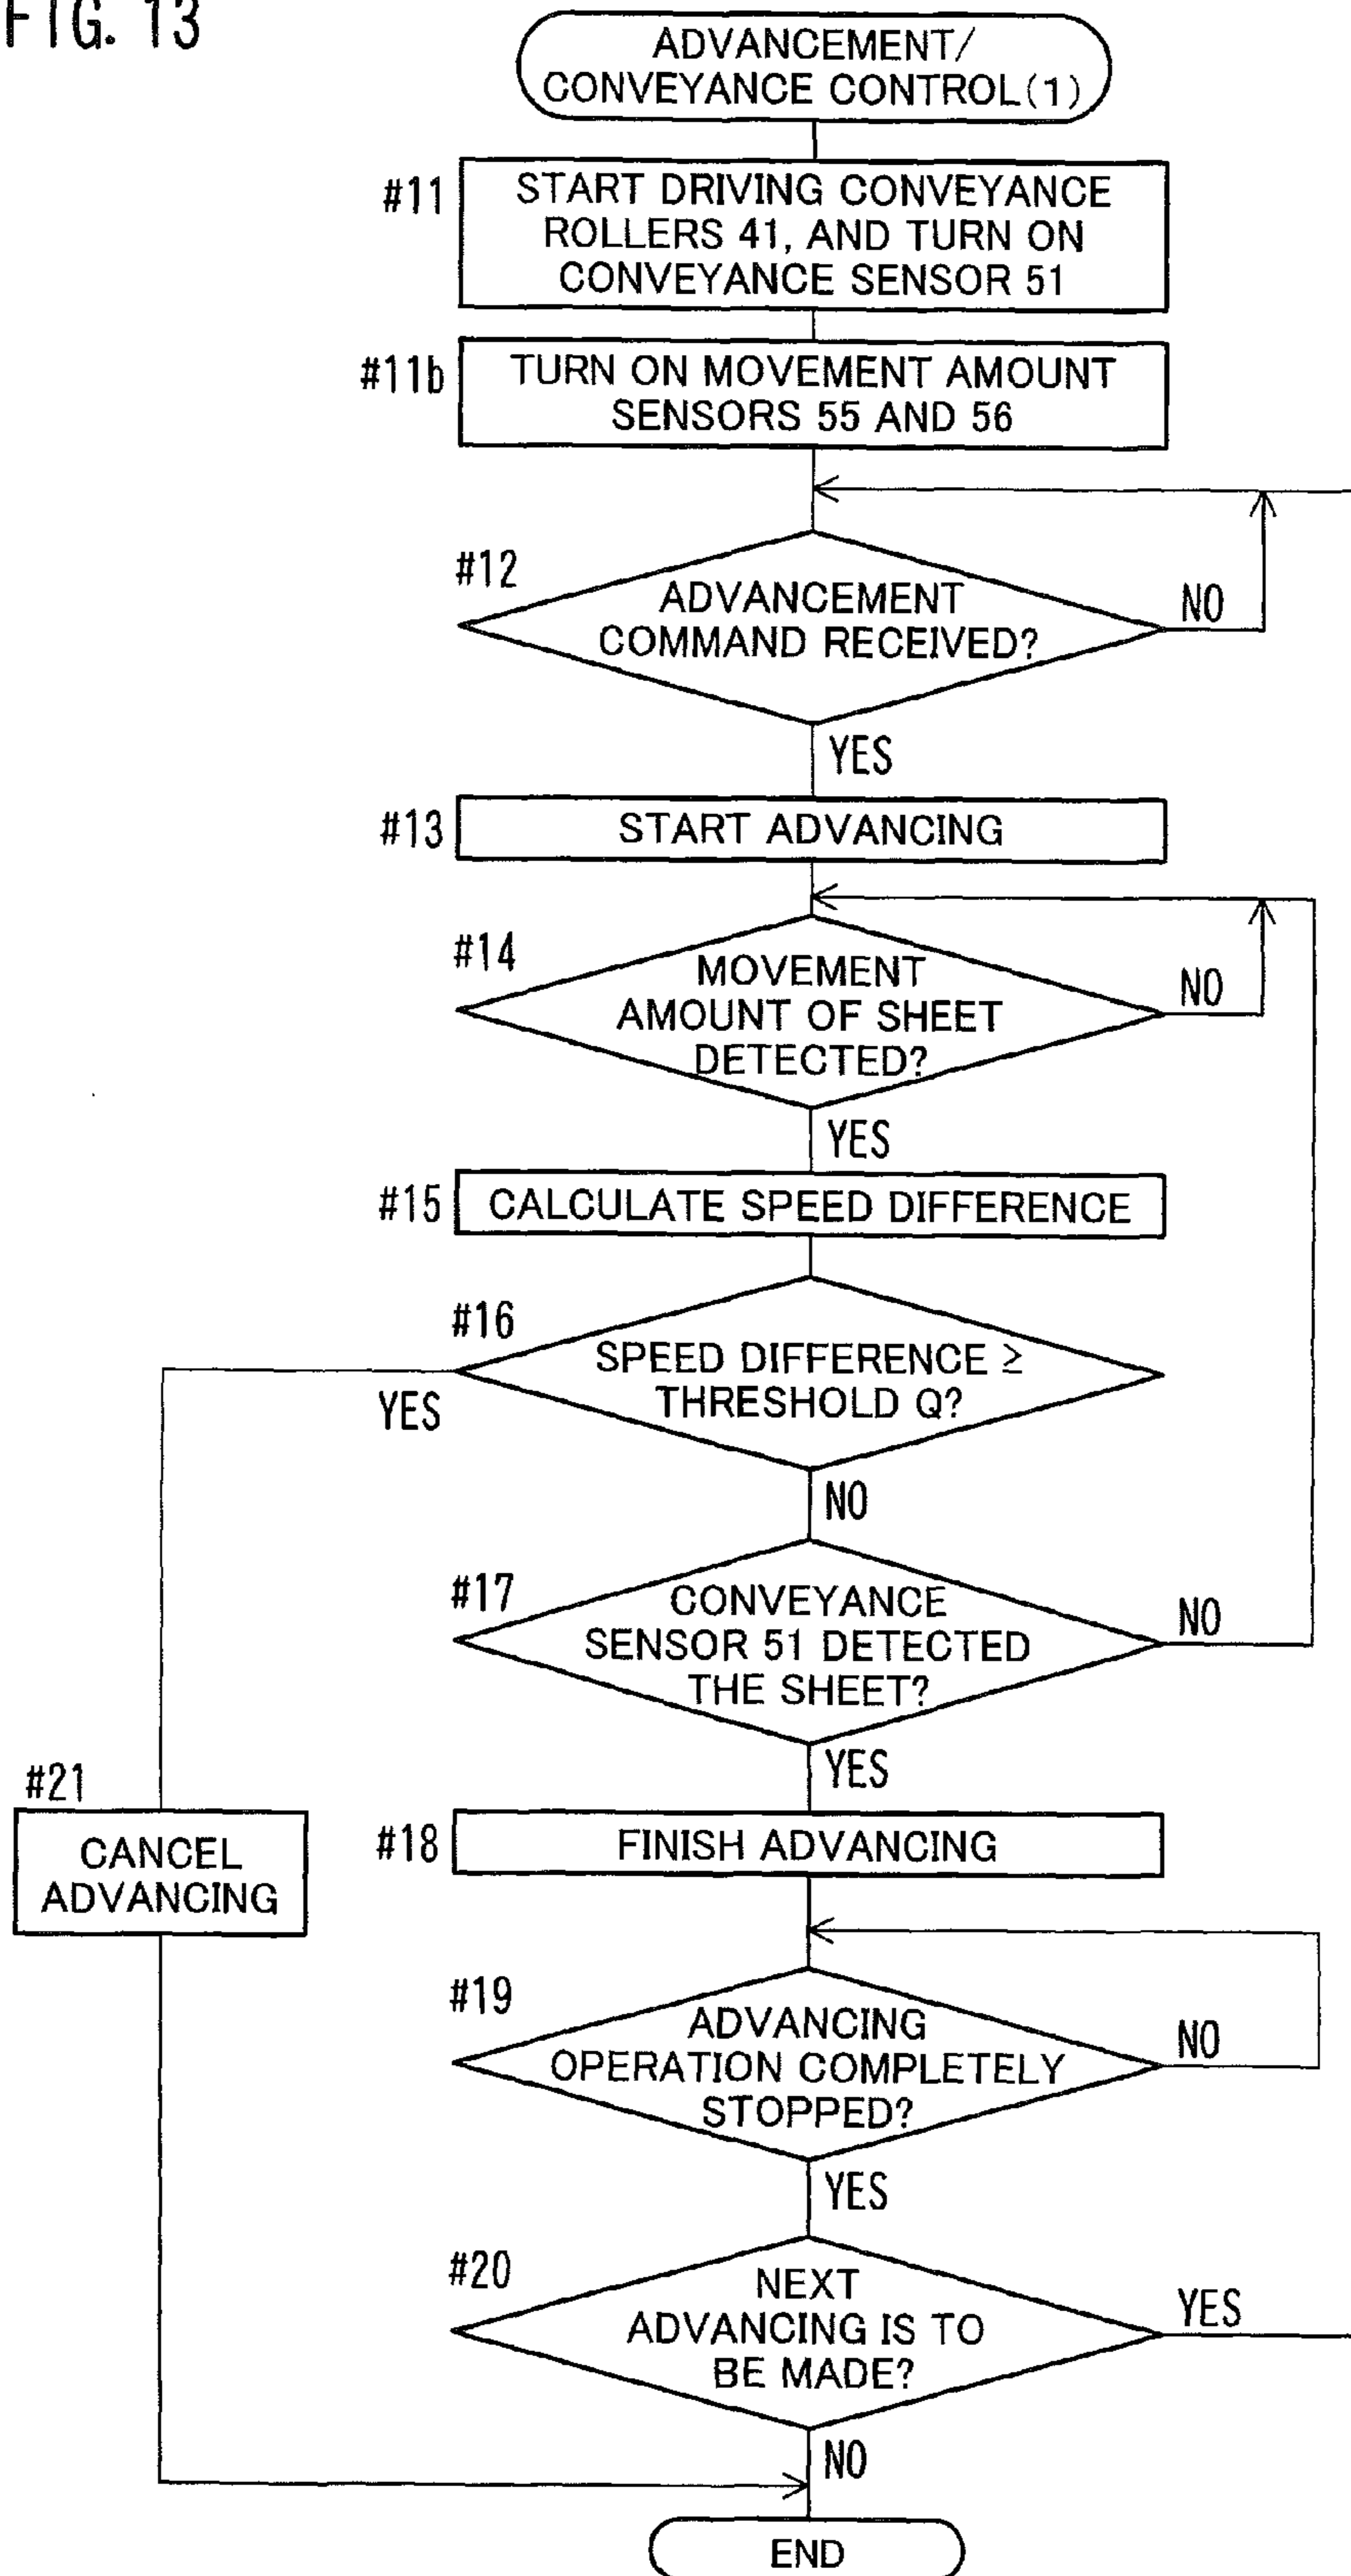 FIG. 13
ADVANCEMENT/
CONVEYANCE CONTROL(1)
#11
START DRIVING CONVEYANCE
ROLLERS 41, AND TURN ON
CONVEYANCE SENSOR 51
#11b
TURN ON MOVEMENT AMOUNT
SENSORS 55 AND 56
#12
ADVANCEMENT
COMMAND RECEIVED?
NO
YES
#13
START ADVANCING
#14
MOVEMENT
AMOUNT OF SHEET
DETECTED?
NO
YES
#15
CALCULATE SPEED DIFFERENCE
#16
SPEED DIFFERENCE ≥
THRESHOLD Q?
YES
NO
#17
CONVEYANCE
SENSOR 51 DETECTED
THE SHEET?
NO
YES
#21
CANCEL
ADVANCING
#18
FINISH ADVANCING
#19
ADVANCING
OPERATION COMPLETELY
STOPPED?
NO
YES
#20
NEXT
ADVANCING IS TO
BE MADE?
YES
NO
END